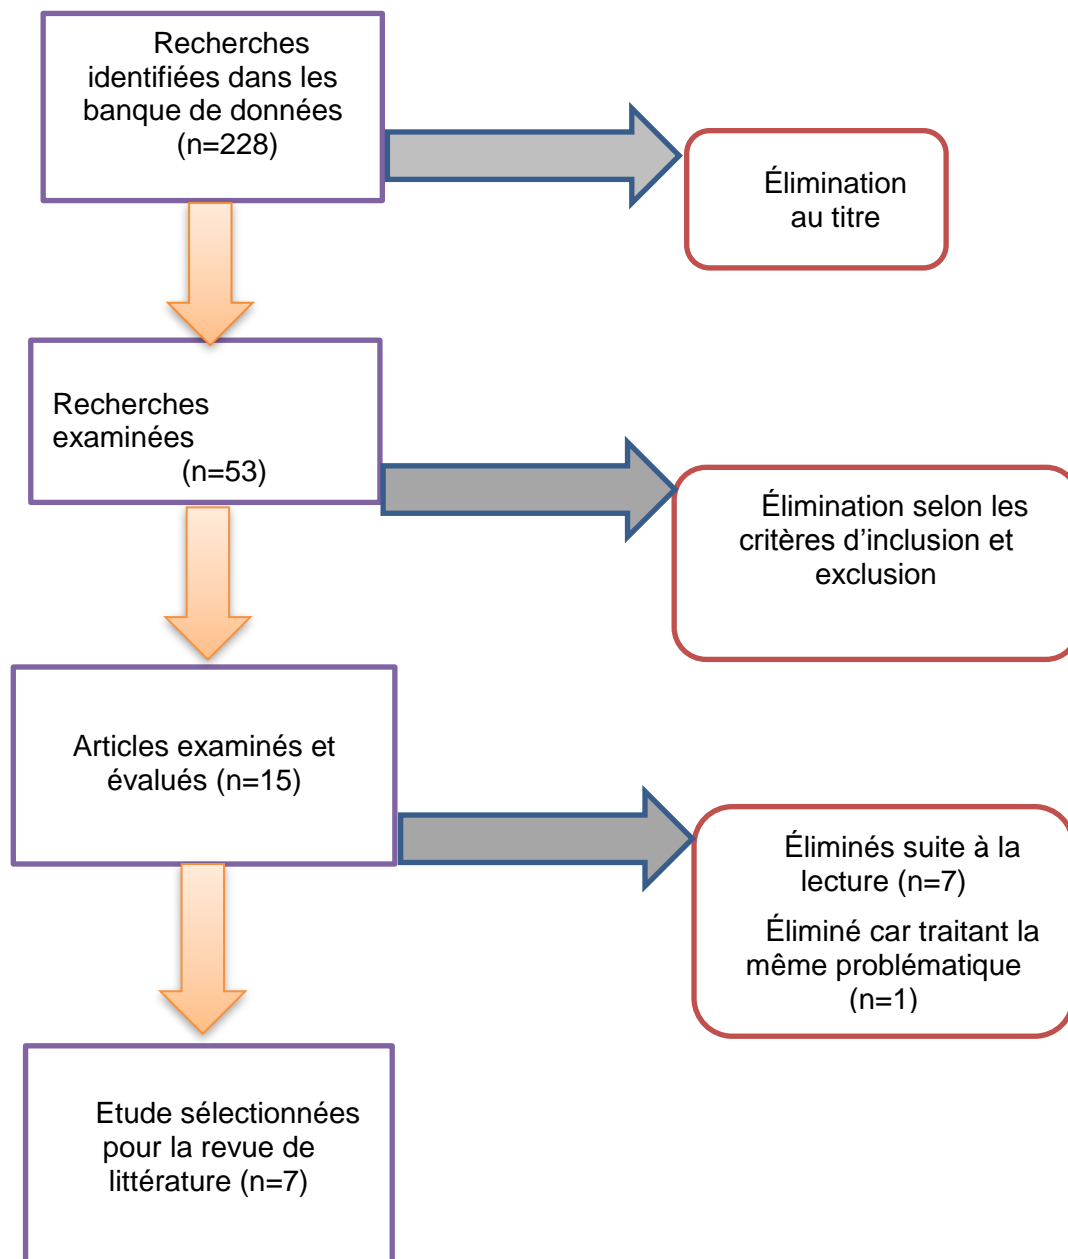 Recherches
identifiées dans les
banque de données
(n=228)
Élimination
au titre
Recherches
examinées
(n=53)
Élimination selon les
critères d’inclusion et
exclusion
Articles examinés et
évalués (n=15)
Éliminés suite à la
lecture (n=7)
Éliminé car traitant la
même problématique
(n=1)
Etude sélectionnées
pour la revue de
littérature (n=7)